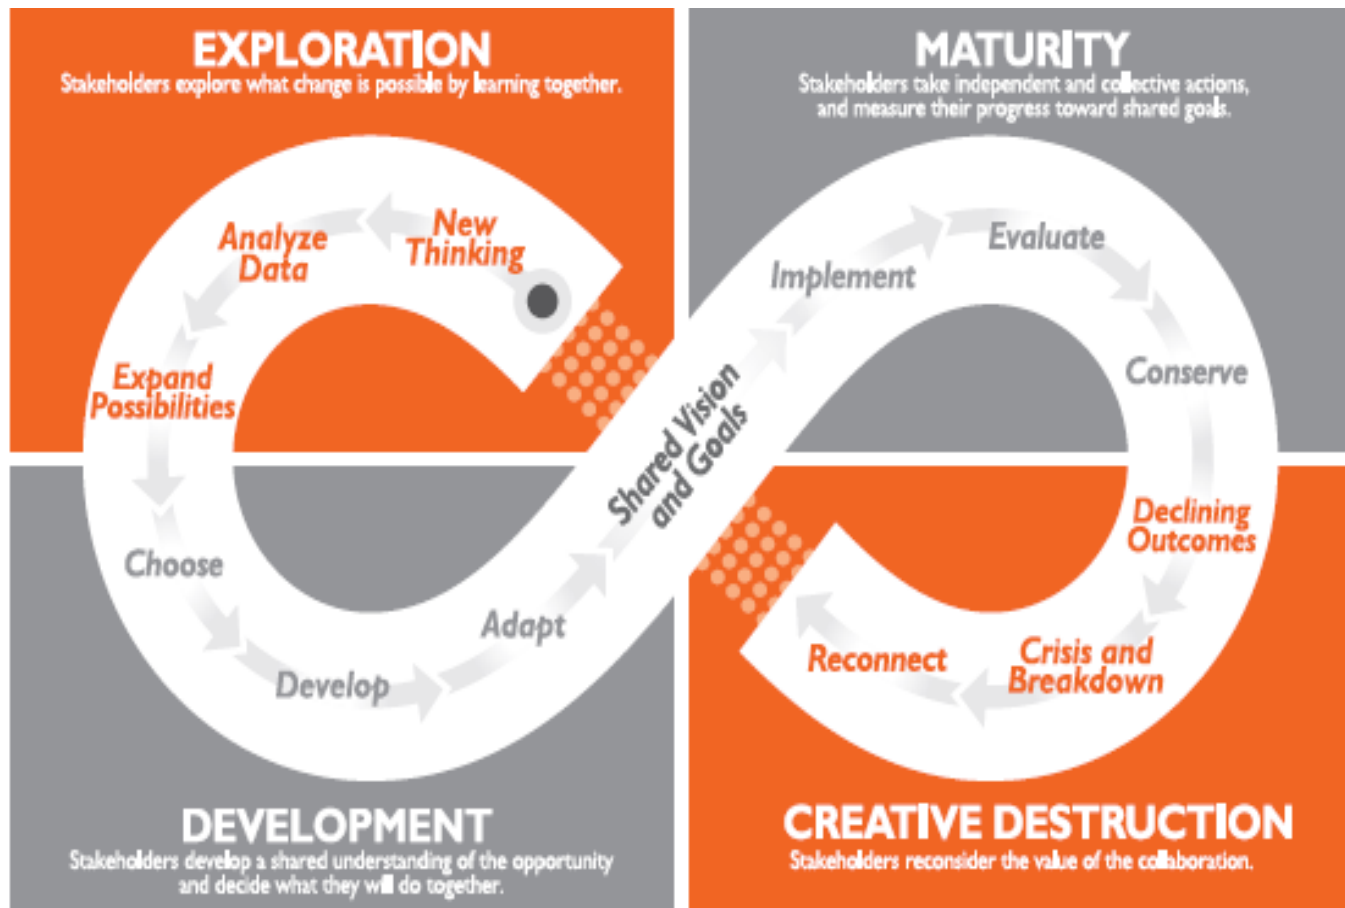 EXPLORATION
Stakeholders explore what change is possible by learning together.
MATURITY
Stakeholders take independent and collective actions,
and measure their progress toward shared goals.
New
Thinking
Analyze
Data
Expand
Possibilities
Choose
Develop
Adapt
Shared Vision
and Goals
Implement
Evaluate
Conserve
Declining
Outcomes
Crisis and
Breakdown
Reconnect
DEVELOPMENT
Stakeholders develop a shared understanding of the opportunity
and decide what they will do together.
CREATIVE DESTRUCTION
Stakeholders reconsider the value of the collaboration.